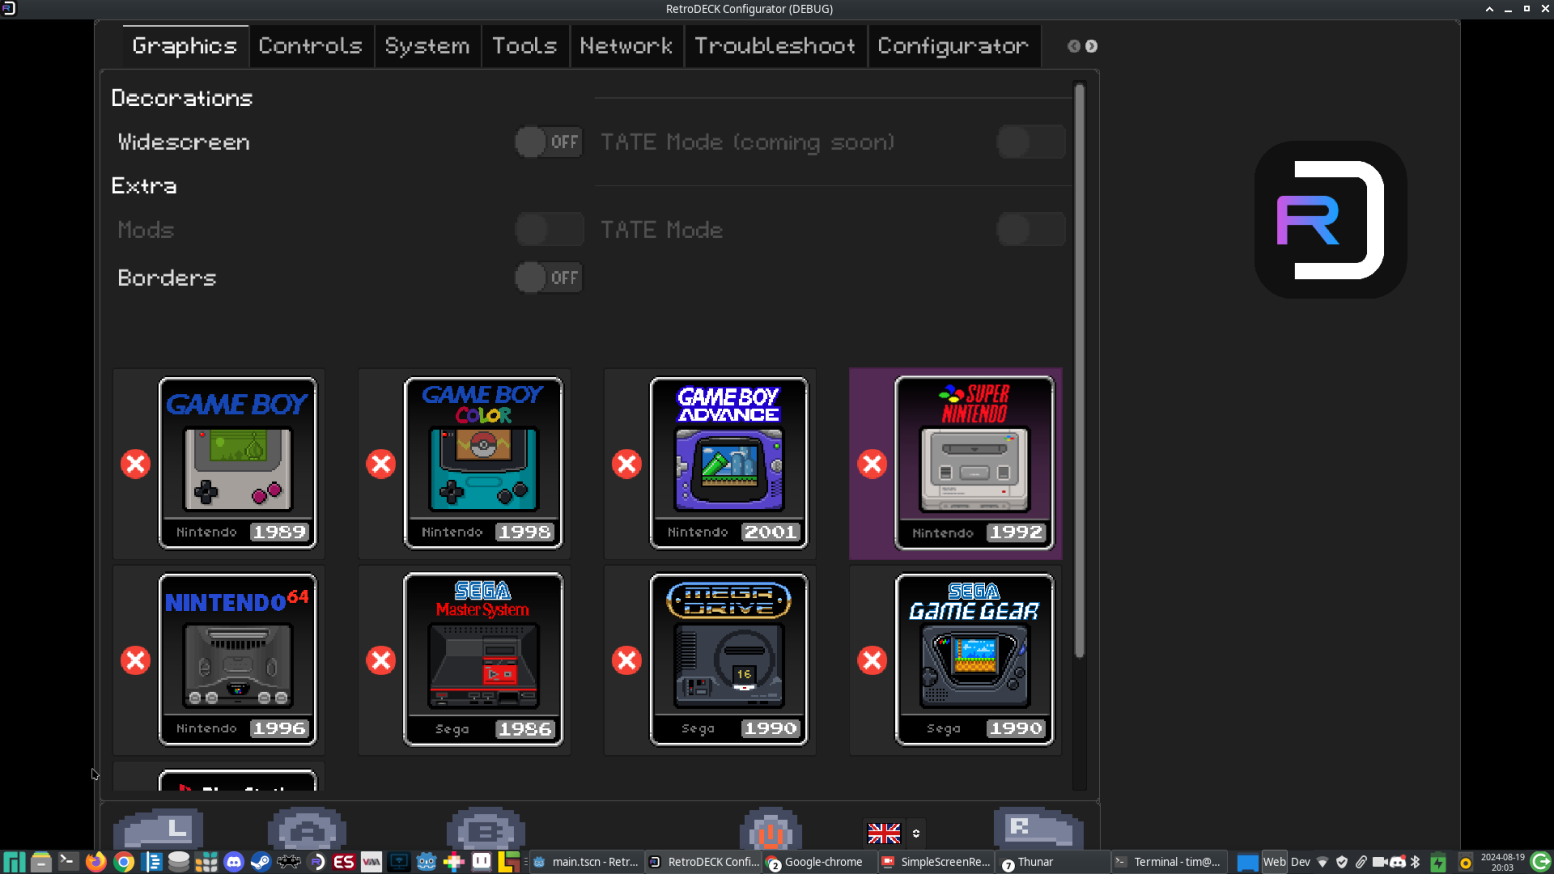 RetroDECK Configurator (DEBUG)
Graphics Controls System Tools Network Troubleshoot Configurator
Decorations
Widescreen OFF TATE Mode (coming soon)
Extra
Mods TATE Mode
Borders OFF
GAME BOY
Nintendo 1989
GAME BOY
COLOR
Nintendo 1998
GAME BOY
ADVANCE
Nintendo 2001
SUPER
NINTENDO
Nintendo 1992
NINTENDO64
Nintendo 1996
SEGA
Master System
Sega 1986
MEGA
DRIVE
16
Sega 1990
SEGA
GAME GEAR
Sega 1990
L A B R
main.tscn - Retr... RetroDECK Confi... 2 Google-chrome SimpleScreenRe... 7 Thunar Terminal - tim@... Web Dev 2024-08-19
20:03